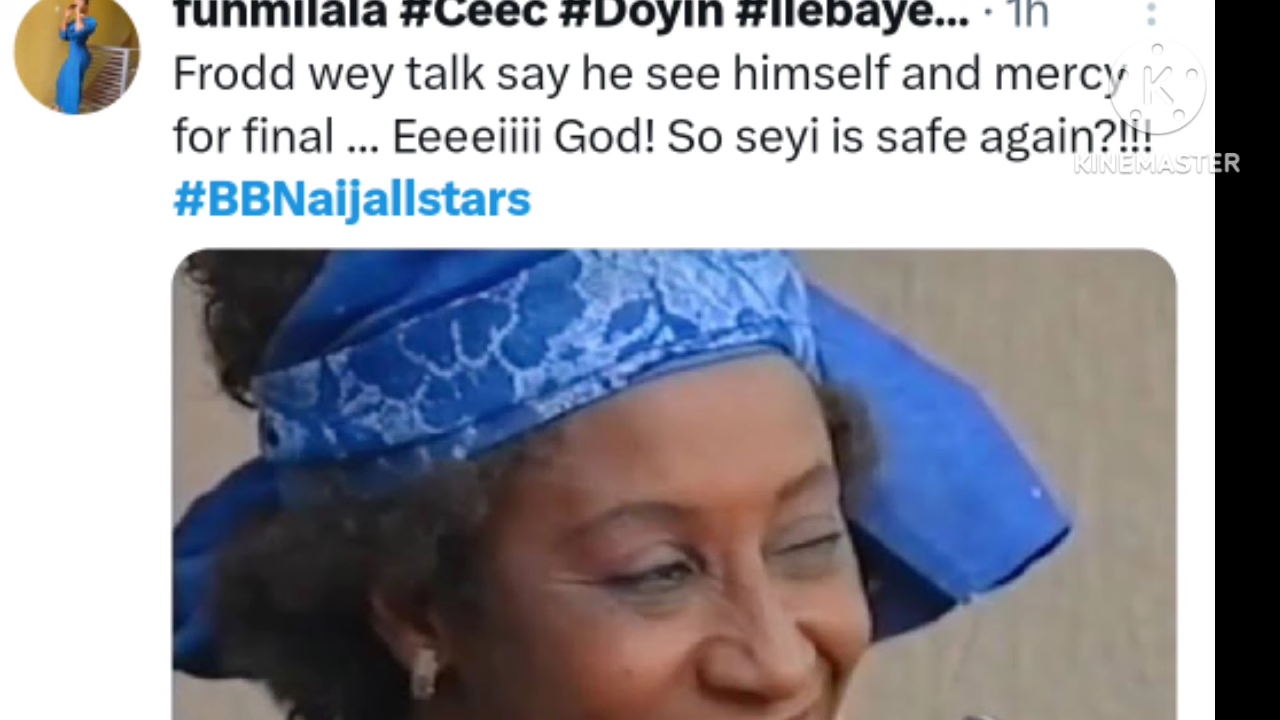 funmilala #Ceec #Doyin #Ilebaye... · 1h
Frodd wey talk say he see himself and mercy
for final ... Eeeeiiii God! So seyi is safe again?!!!
#BBNaijallstars
K
KINEMASTER